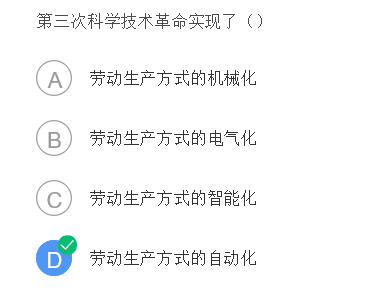 第三次科学技术革命实现了（）
A 劳动生产方式的机械化
B 劳动生产方式的电气化
C 劳动生产方式的智能化
D 劳动生产方式的自动化